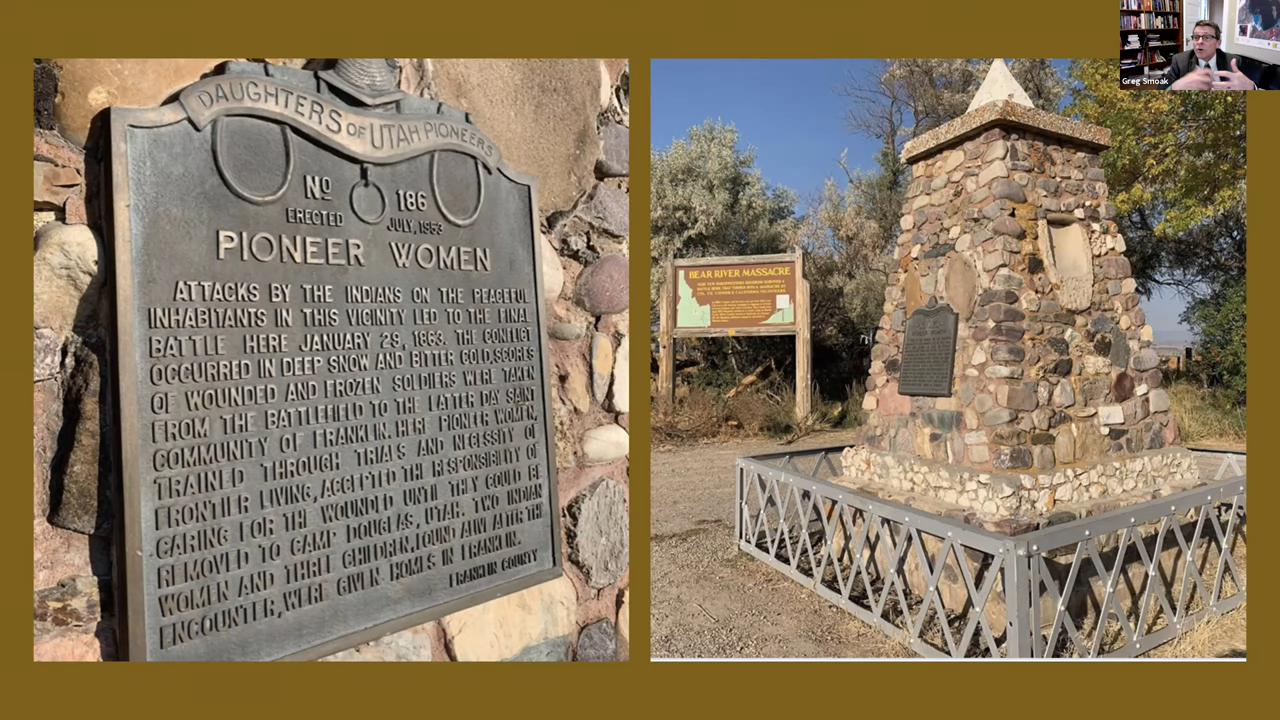 DAUGHTERS OF UTAH PIONEERS
No 186
ERECTED JULY, 1953
PIONEER WOMEN
ATTACKS BY THE INDIANS ON THE PEACEFUL
INHABITANTS IN THIS VICINITY LED TO THE FINAL
BATTLE HERE JANUARY 29, 1863. THE CONFLICT
OCCURRED IN DEEP SNOW AND BITTER COLD. SCORES
OF WOUNDED AND FROZEN SOLDIERS WERE TAKEN
FROM THE BATTLEFIELD TO THE LATTER DAY SAINT
COMMUNITY OF FRANKLIN. HERE PIONEER WOMEN,
TRAINED THROUGH TRIALS AND NECESSITY OF
FRONTIER LIVING, ACCEPTED THE RESPONSIBILITY OF
CARING FOR THE WOUNDED UNTIL THEY COULD BE
REMOVED TO CAMP DOUGLAS, UTAH. TWO INDIAN
WOMEN AND THREE CHILDREN, FOUND ALIVE AFTER THE
ENCOUNTER, WERE GIVEN HOMES IN FRANKLIN.
FRANKLIN COUNTY
BEAR RIVER MASSACRE
Greg Smoak